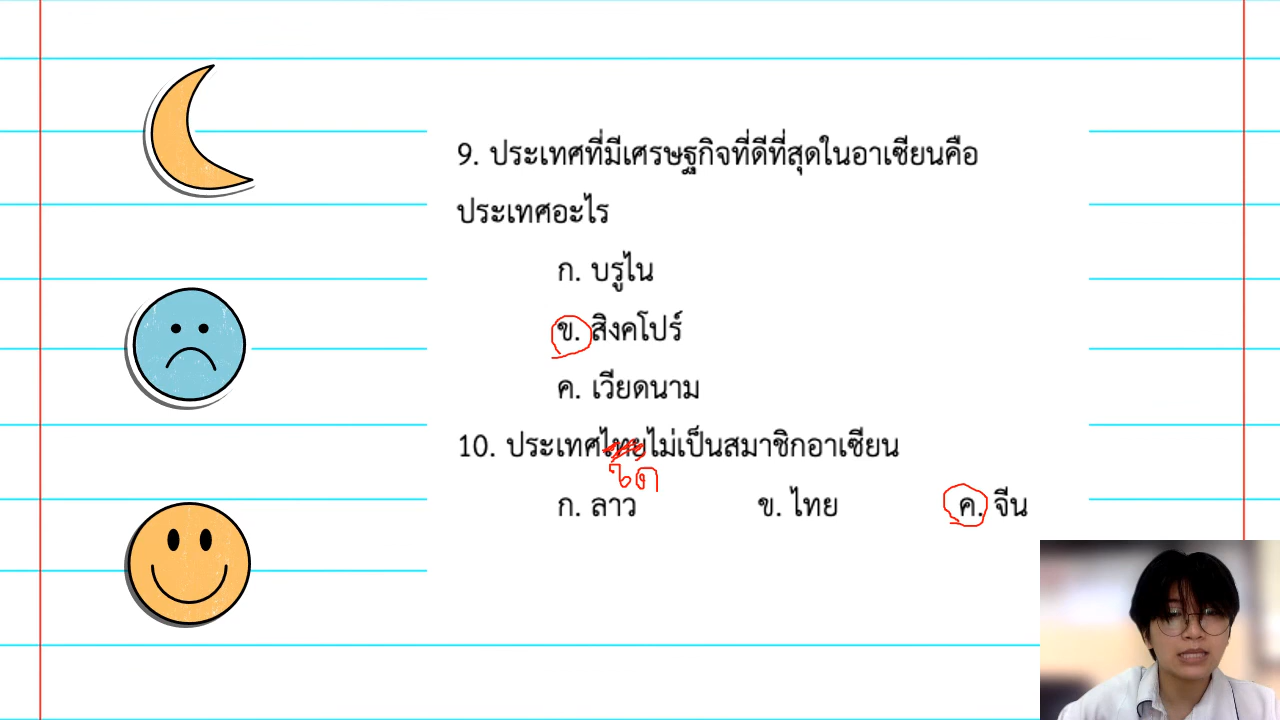 9. ประเทศที่มีเศรษฐกิจที่ดีที่สุดในอาเซียนคือ
ประเทศอะไร
ก. บรูไน
ข. สิงคโปร์
ค. เวียดนาม
10. ประเทศไทยไม่เป็นสมาชิกอาเซียน
ใด
ก. ลาว ข. ไทย ค. จีน